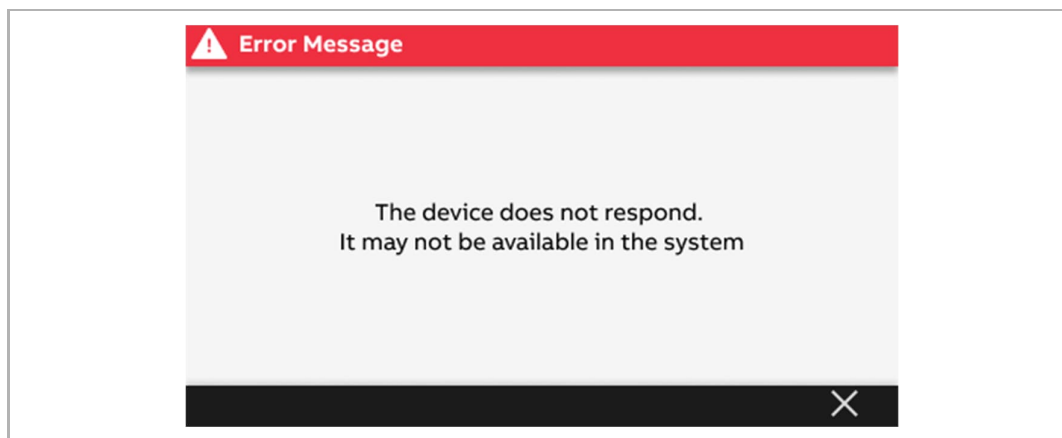 Error Message
The device does not respond.
It may not be available in the system